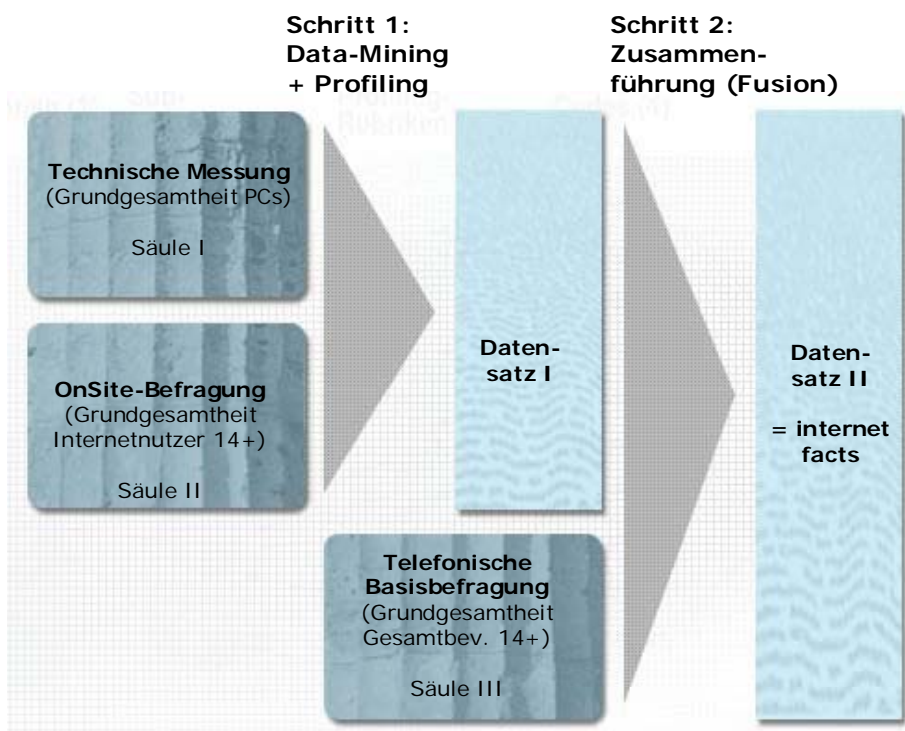 Schritt 1:
Data-Mining
+ Profiling
Schritt 2:
Zusammen-
führung (Fusion)
Technische Messung
(Grundgesamtheit PCs)
Säule I
OnSite-Befragung
(Grundgesamtheit
Internetnutzer 14+)
Säule II
Daten-
satz I
Telefonische
Basisbefragung
(Grundgesamtheit
Gesamtbev. 14+)
Säule III
Daten-
satz II
= internet
facts